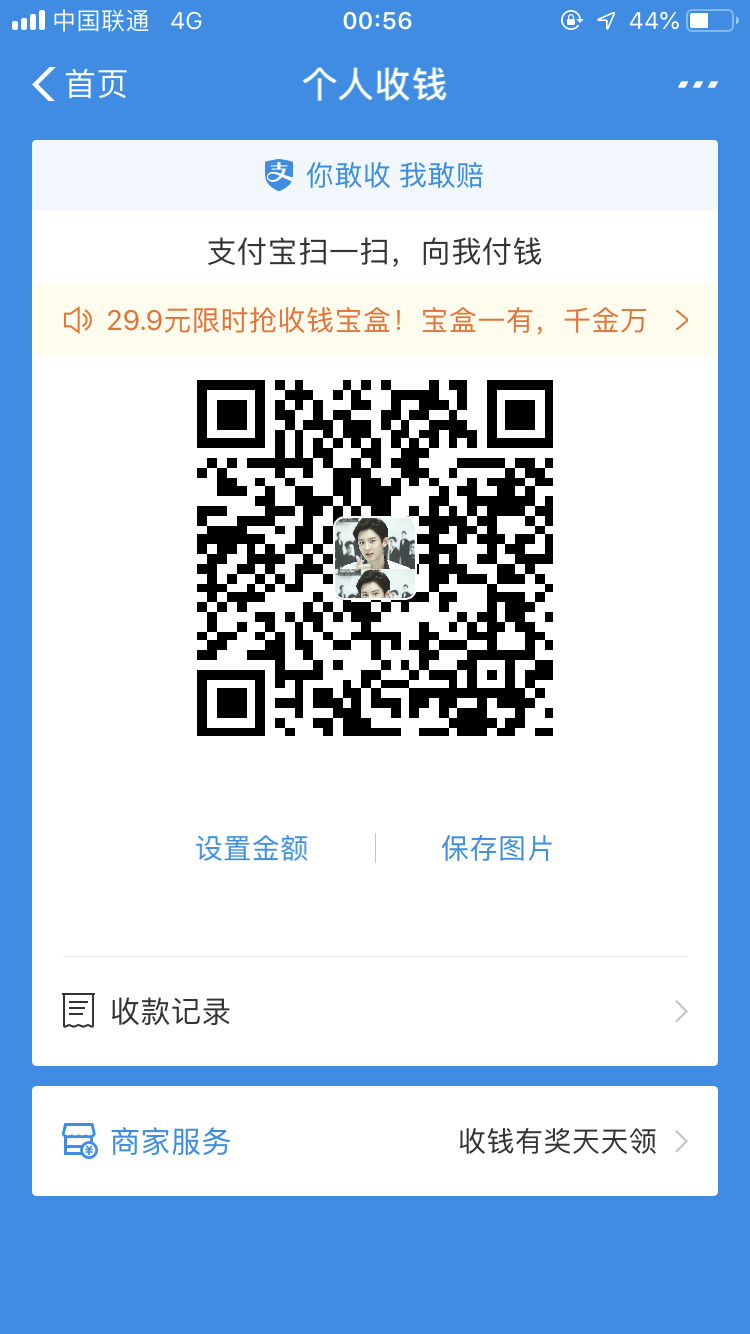 中国联通 4G 00:56 44%
首页 个人收钱
支 你敢收 我敢赔
支付宝扫一扫，向我付钱
29.9元限时抢收钱宝盒！宝盒一有，千金万
设置金额 保存图片
收款记录
商家服务 收钱有奖天天领